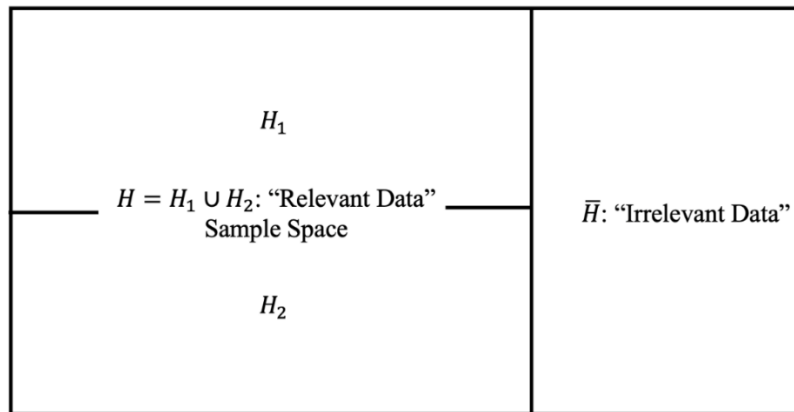 H₁
H = H₁ ∪ H₂: “Relevant Data”
Sample Space
H̅: “Irrelevant Data”
H₂